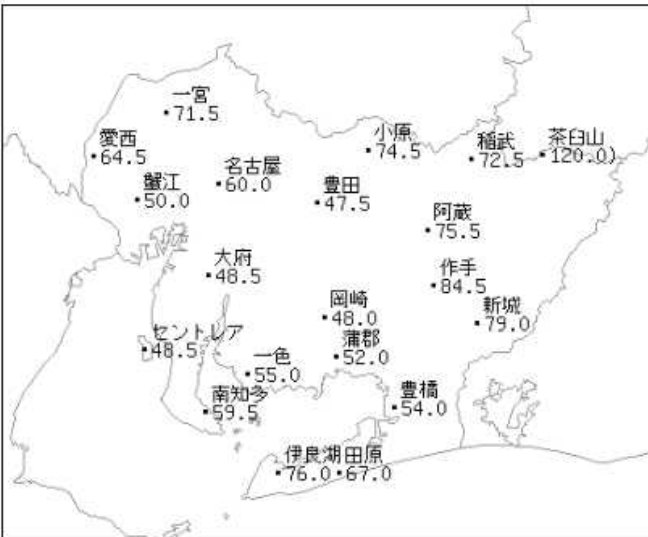 一宮
71.5
愛西
64.5
小原
74.5
稲武
72.5
茶臼山
120.0)
蟹江
50.0
名古屋
60.0
豊田
47.5
阿蔵
75.5
大府
48.5
作手
84.5
岡崎
48.0
新城
79.0
セントレア
48.5
蒲郡
52.0
一色
55.0
南知多
59.5
豊橋
54.0
伊良湖
76.0
田原
67.0